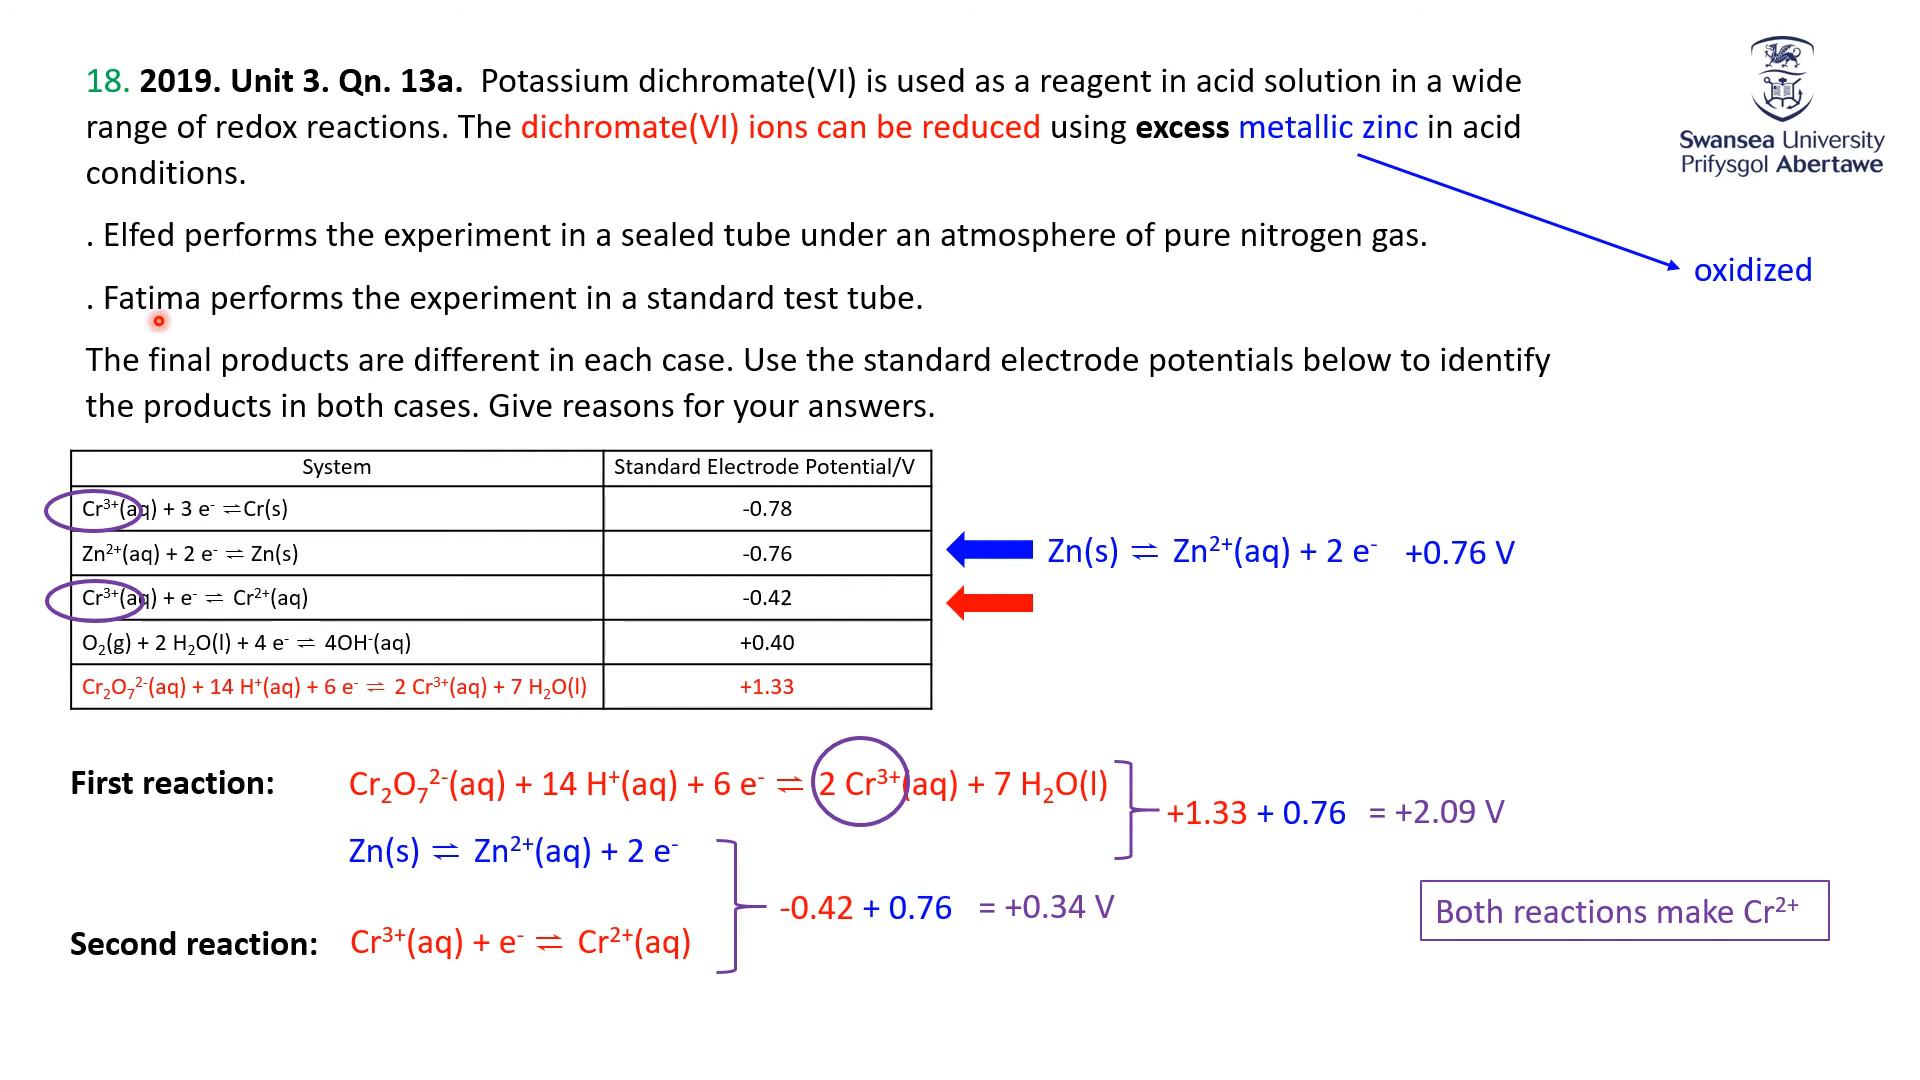 18. 2019. Unit 3. Qn. 13a. Potassium dichromate(VI) is used as a reagent in acid solution in a wide
range of redox reactions. The dichromate(VI) ions can be reduced using excess metallic zinc in acid
conditions.
Swansea University
Prifysgol Abertawe
. Elfed performs the experiment in a sealed tube under an atmosphere of pure nitrogen gas.
oxidized
. Fatima performs the experiment in a standard test tube.
The final products are different in each case. Use the standard electrode potentials below to identify
the products in both cases. Give reasons for your answers.
System Standard Electrode Potential/V
Cr³⁺(aq) + 3 e⁻ ⇌Cr(s) -0.78
Zn²⁺(aq) + 2 e⁻ ⇌ Zn(s) -0.76
Zn(s) ⇌ Zn²⁺(aq) + 2 e⁻ +0.76 V
Cr³⁺(aq) + e⁻ ⇌ Cr²⁺(aq) -0.42
O₂(g) + 2 H₂O(l) + 4 e⁻ ⇌ 4OH⁻(aq) +0.40
Cr₂O₇²⁻(aq) + 14 H⁺(aq) + 6 e⁻ ⇌ 2 Cr³⁺(aq) + 7 H₂O(l) +1.33
First reaction: Cr₂O₇²⁻(aq) + 14 H⁺(aq) + 6 e⁻ ⇌ 2 Cr³⁺(aq) + 7 H₂O(l)
+1.33 + 0.76 = +2.09 V
Zn(s) ⇌ Zn²⁺(aq) + 2 e⁻
-0.42 + 0.76 = +0.34 V
Both reactions make Cr²⁺
Second reaction: Cr³⁺(aq) + e⁻ ⇌ Cr²⁺(aq)